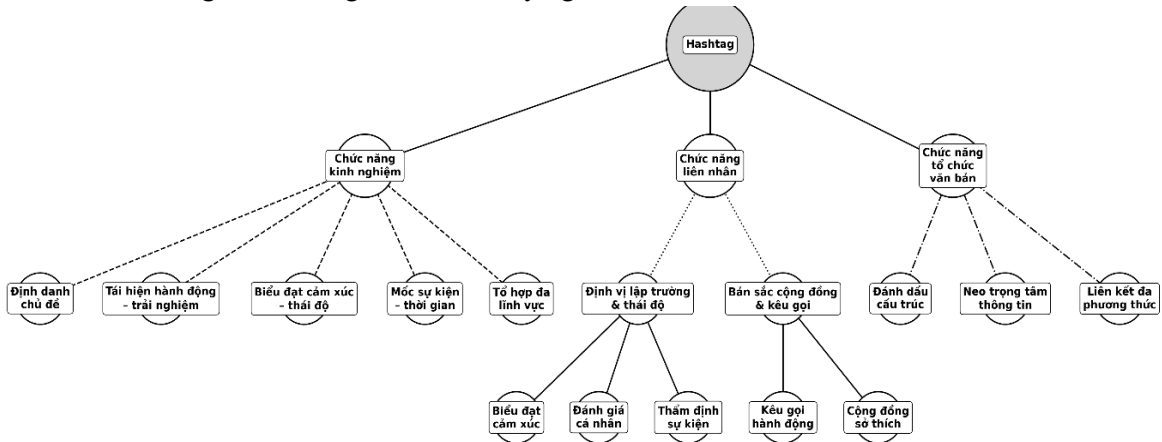 Hashtag
Chức năng
kinh nghiệm
Chức năng
liên nhân
Chức năng
tổ chức
văn bản
Định danh
chủ đề
Tái hiện hành động
– trải nghiệm
Biểu đạt cảm xúc
– thái độ
Mốc sự kiện
– thời gian
Tổ hợp đa
lĩnh vực
Định vị lập trường
& thái độ
Bản sắc cộng đồng
& kêu gọi
Đánh dấu
cấu trúc
Neo trọng tâm
thông tin
Liên kết đa
phương thức
Biểu đạt
cảm xúc
Đánh giá
cá nhân
Thẩm định
sự kiện
Kêu gọi
hành động
Cộng đồng
sở thích